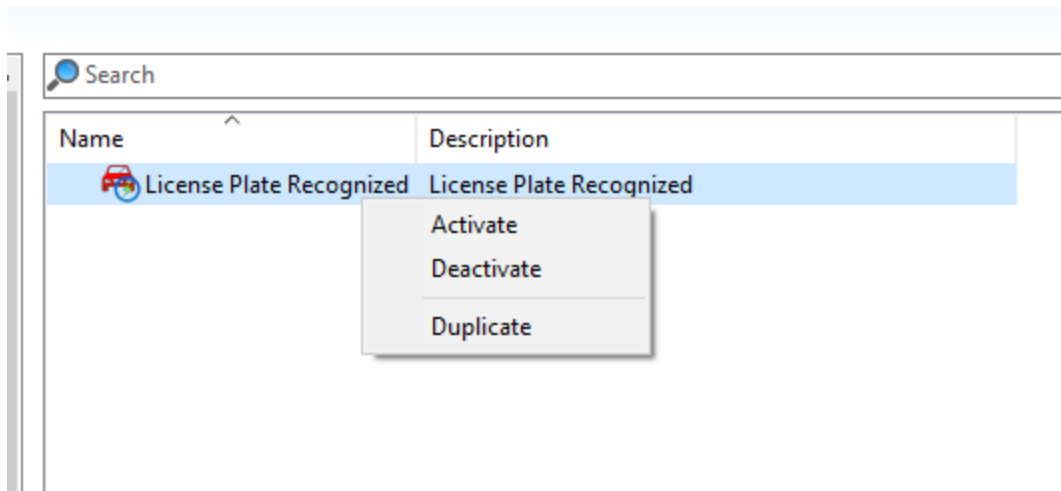 Search
Name Description
License Plate Recognized License Plate Recognized
Activate
Deactivate
Duplicate